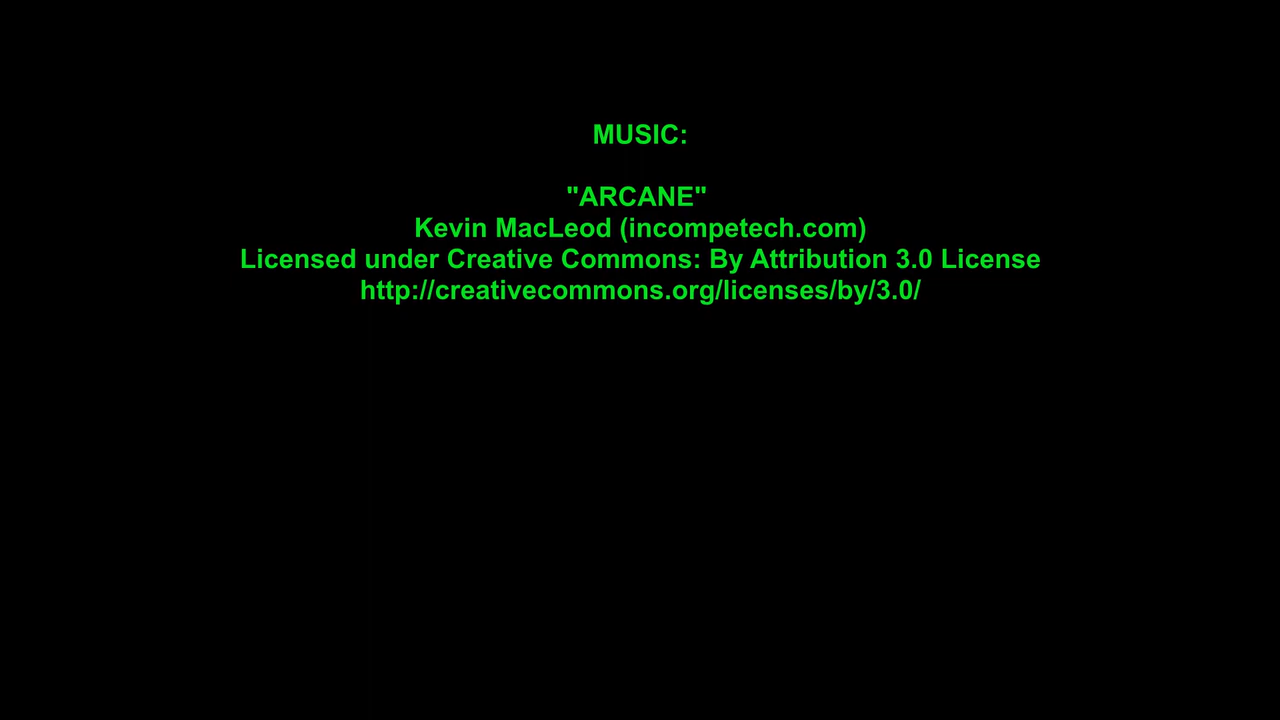 MUSIC:
"ARCANE"
Kevin MacLeod (incompetech.com)
Licensed under Creative Commons: By Attribution 3.0 License
http://creativecommons.org/licenses/by/3.0/